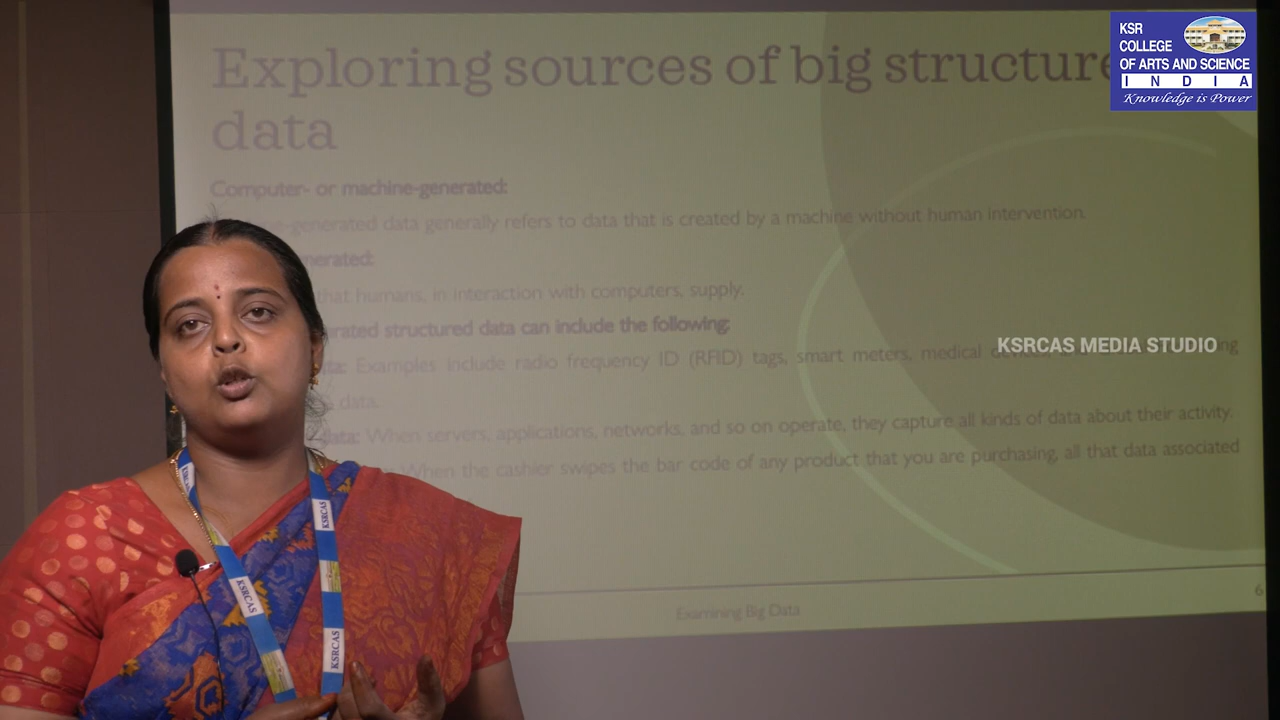 Exploring sources of big structure
data
Computer- or machine-generated:
-generated data generally refers to data that is created by a machine without human intervention.
nerated:
that humans, in interaction with computers, supply.
erated structured data can include the following:
ta: Examples include radio frequency ID (RFID) tags, smart meters, medical
data.
data: When servers, applications, networks, and so on operate, they capture all kinds of data about their activity.
When the cashier swipes the bar code of any product that you are purchasing, all that data associated
Examining Big Data
6
KSR
COLLEGE
OF ARTS AND SCIENCE
INDIA
Knowledge is Power
KSRCAS MEDIA STUDIO
KSRCAS
KSRCAS
KSRCAS
KSRCAS